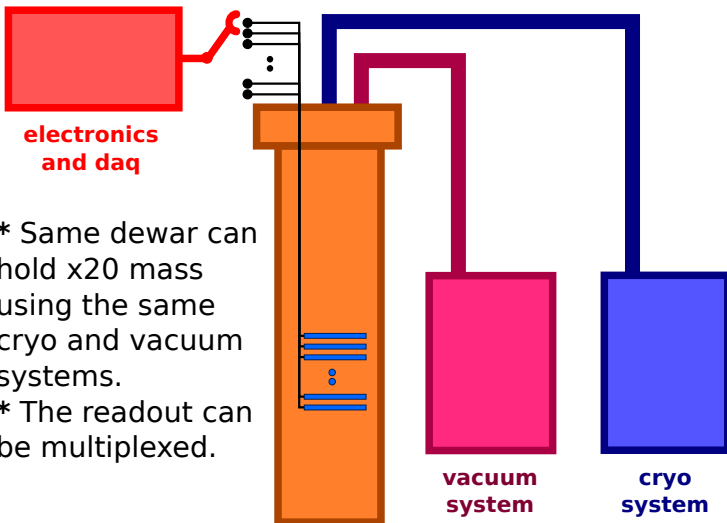 electronics
and daq
* Same dewar can
hold x20 mass
using the same
cryo and vacuum
systems.
* The readout can
be multiplexed.
vacuum
system
cryo
system